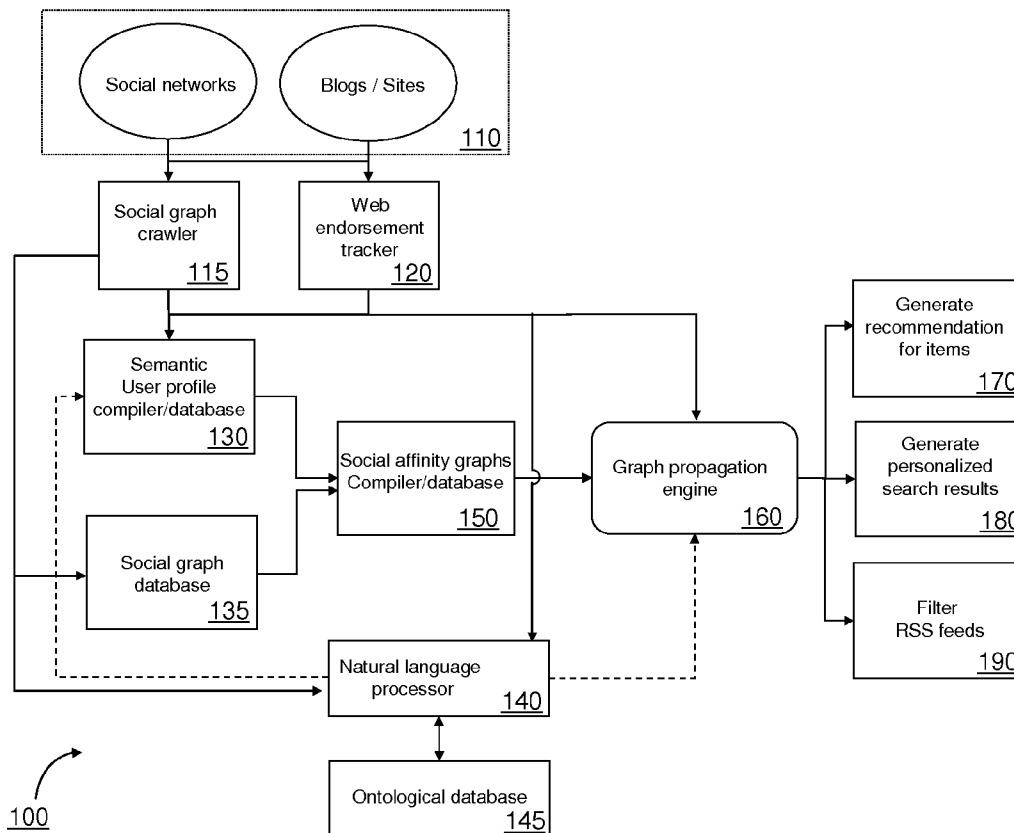 Social networks
Blogs / Sites
110
Social graph
crawler
115
Web
endorsement
tracker
120
Generate
recommendation
for items
170
Semantic
User profile
compiler/database
130
Social affinity graphs
Compiler/database
150
Graph propagation
engine
160
Generate
personalized
search results
180
Social graph
database
135
Filter
RSS feeds
190
Natural language
processor
140
Ontological database
145
100